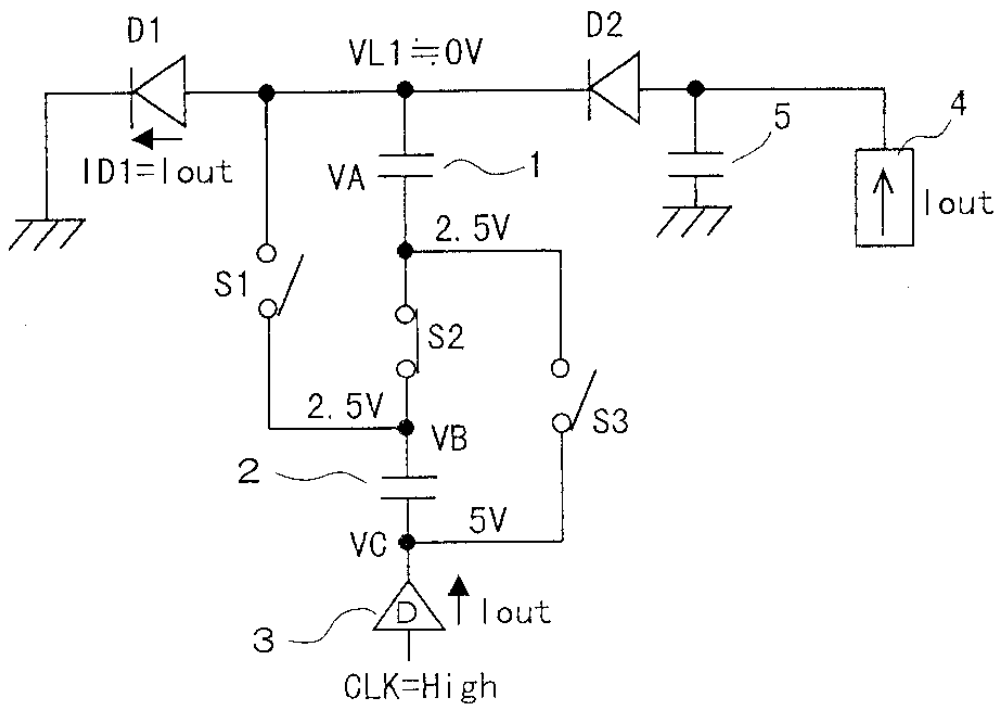 D1
VL1≒0V
D2
5
4
ID1=Iout
VA
1
Iout
2.5V
S1
S2
2.5V
S3
VB
2
5V
VC
D
Iout
3
CLK=High